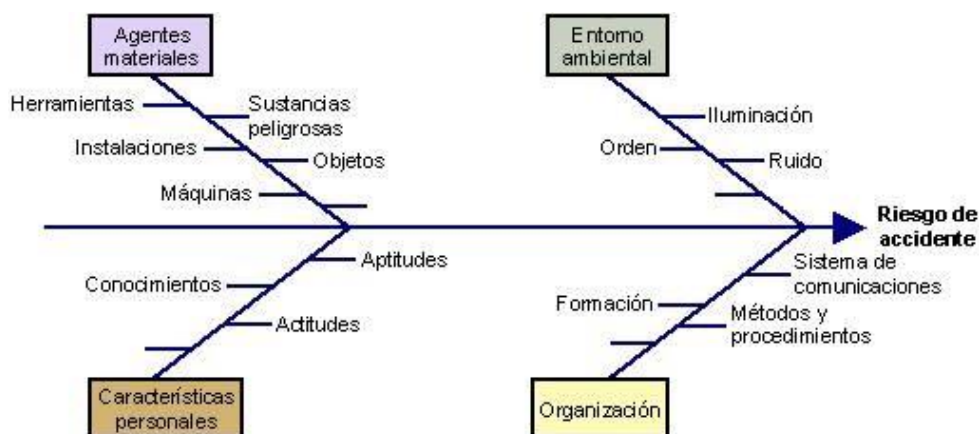 Agentes
materiales
Entorno
ambiental
Herramientas
Sustancias
peligrosas
Iluminación
Instalaciones
Orden
Objetos
Ruido
Máquinas
Riesgo de
accidente
Aptitudes
Sistema de
comunicaciones
Conocimientos
Formación
Métodos y
procedimientos
Actitudes
Características
personales
Organización